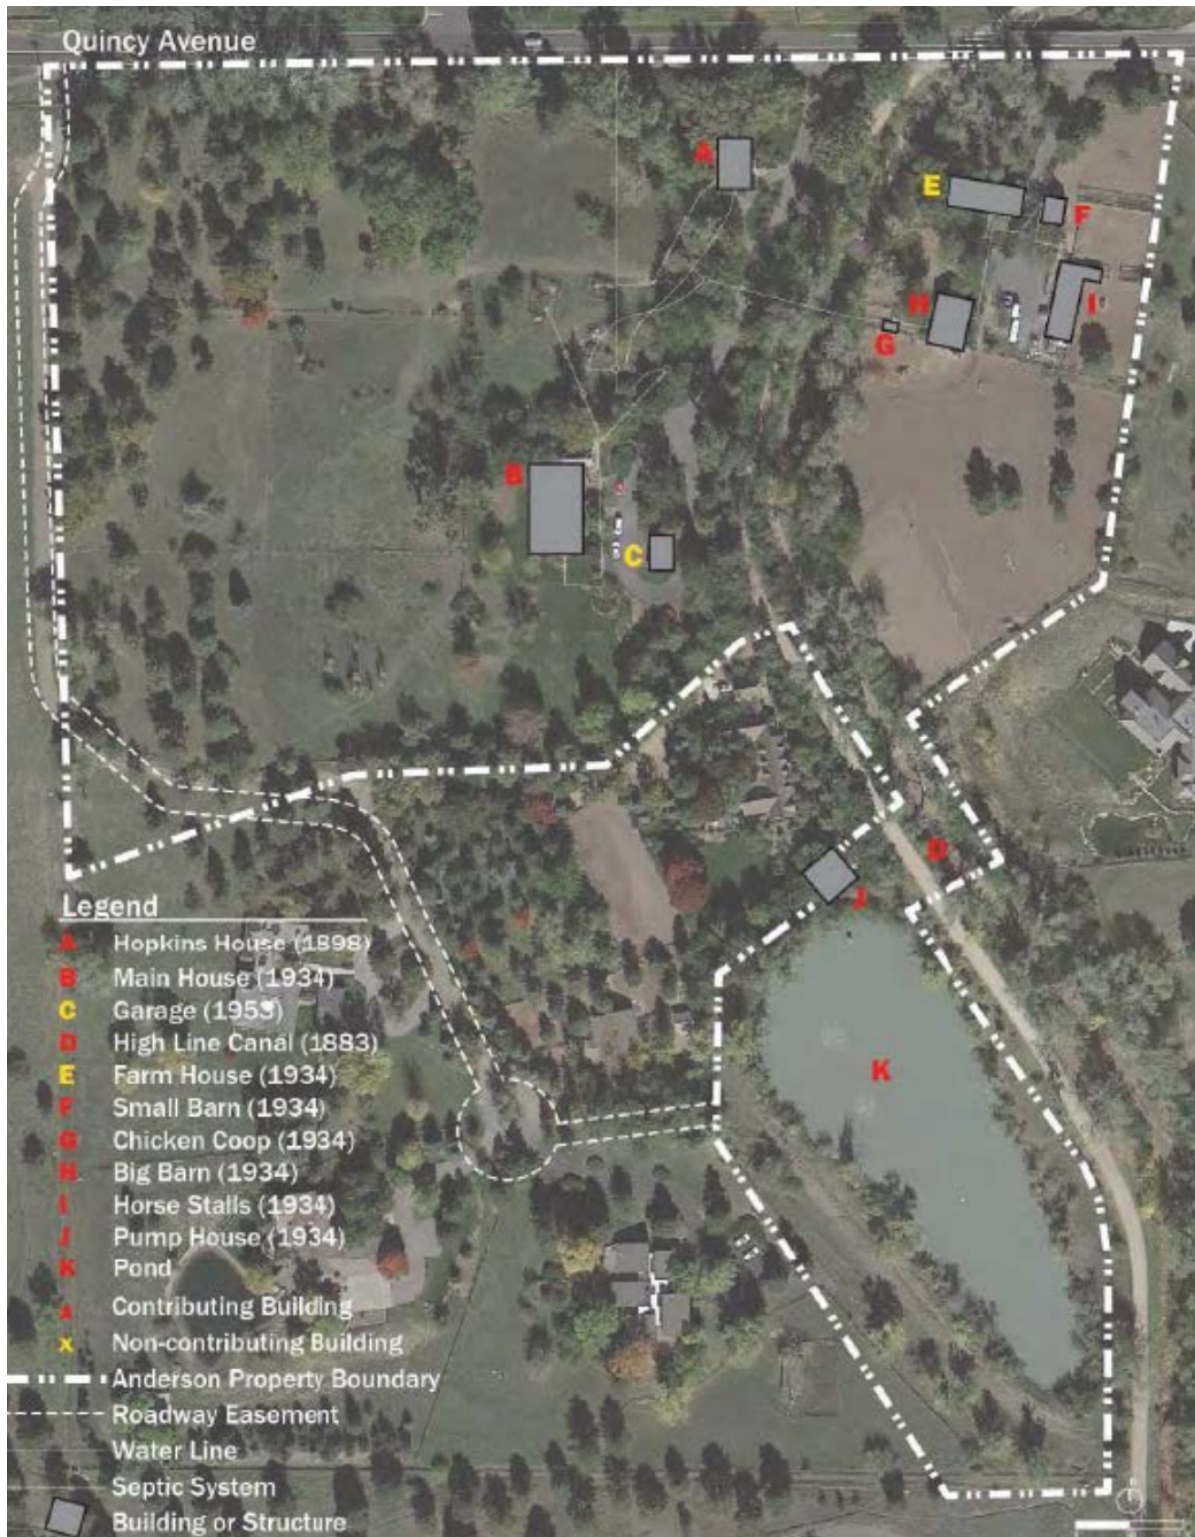 Quincy Avenue
A
E
F
H
I
G
B
C
D
J
K
Legend
A Hopkins House (1898)
B Main House (1934)
C Garage (1953)
D High Line Canal (1883)
E Farm House (1934)
F Small Barn (1934)
G Chicken Coop (1934)
H Big Barn (1934)
I Horse Stalls (1934)
J Pump House (1934)
K Pond
x Contributing Building
x Non-contributing Building
Anderson Property Boundary
Roadway Easement
Water Line
Septic System
Building or Structure